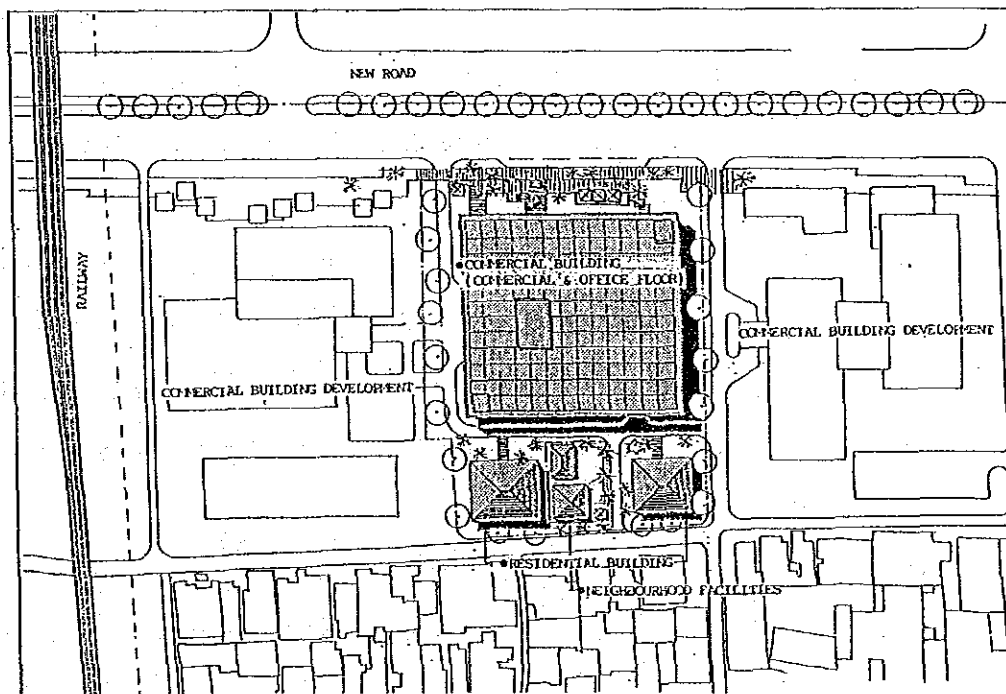 NEW ROAD
RAILWAY
COMMERCIAL BUILDING
(COMMERCIAL & OFFICE FLOOR)
COMMERCIAL BUILDING DEVELOPMENT
COMMERCIAL BUILDING DEVELOPMENT
RESIDENTIAL BUILDING
NEIGHBOURHOOD FACILITIES